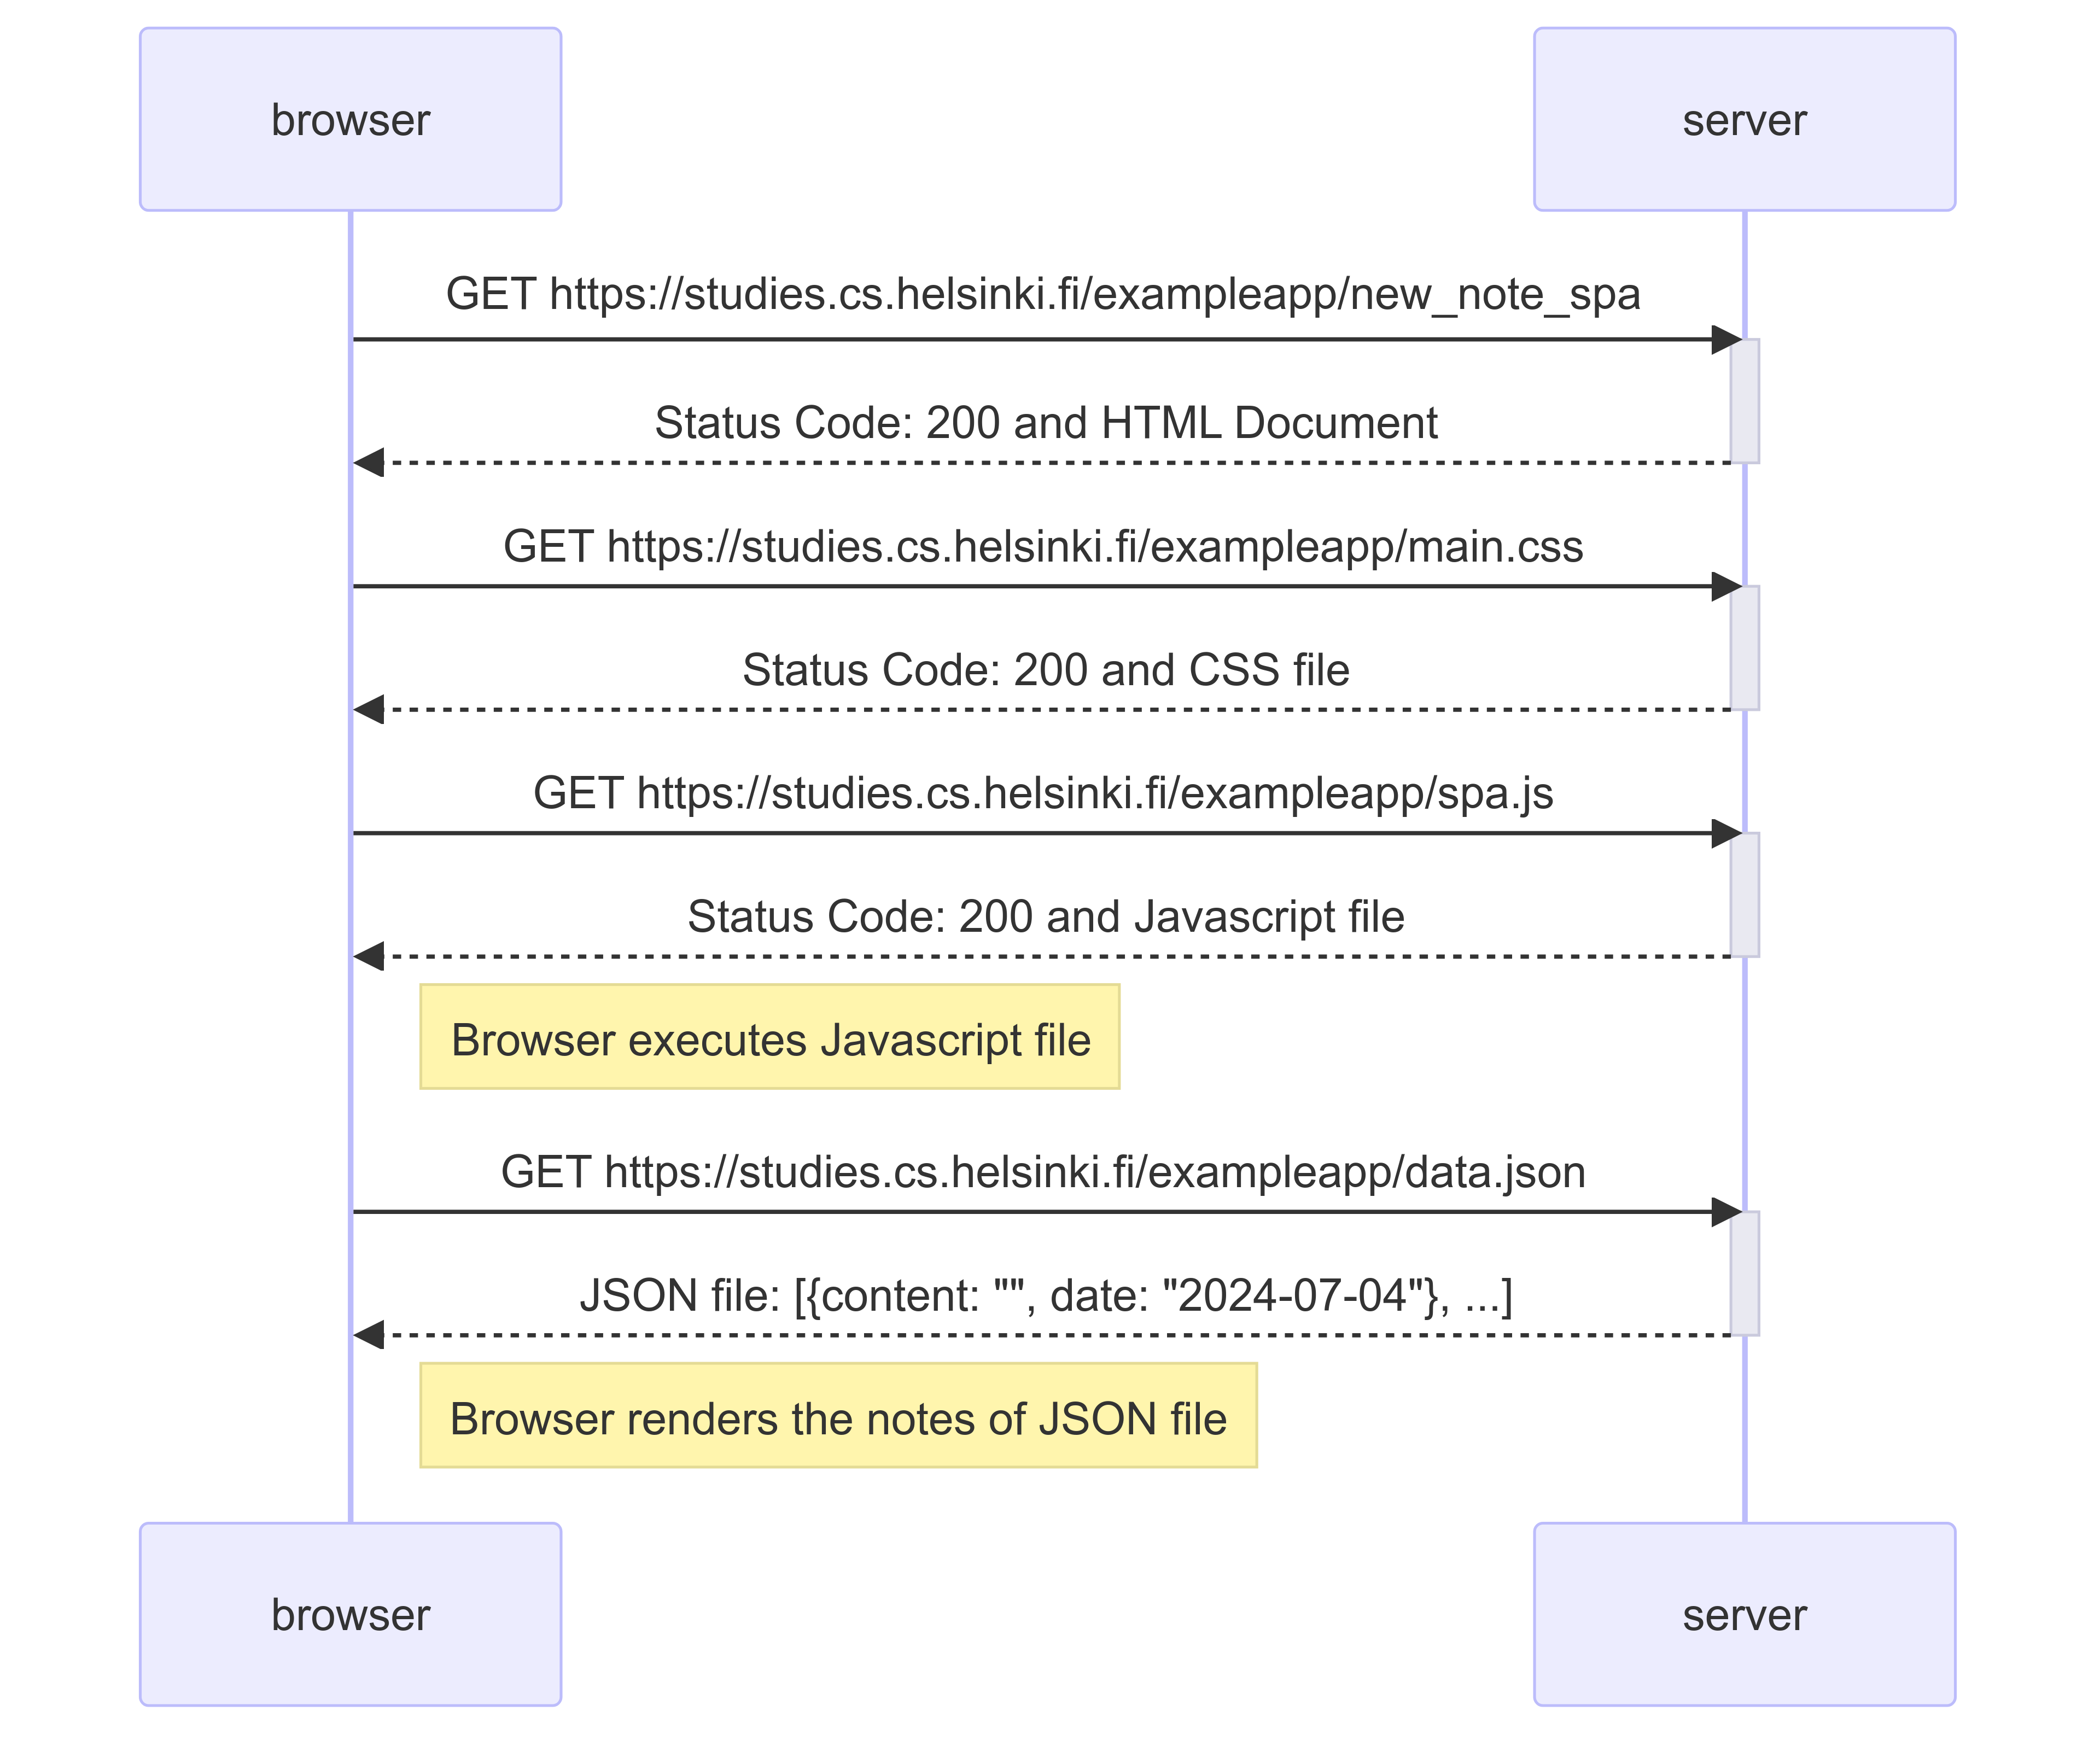 browser
server
GET https://studies.cs.helsinki.fi/exampleapp/new_note_spa
Status Code: 200 and HTML Document
GET https://studies.cs.helsinki.fi/exampleapp/main.css
Status Code: 200 and CSS file
GET https://studies.cs.helsinki.fi/exampleapp/spa.js
Status Code: 200 and Javascript file
Browser executes Javascript file
GET https://studies.cs.helsinki.fi/exampleapp/data.json
JSON file: [{content: "", date: "2024-07-04"}, ...]
Browser renders the notes of JSON file
browser
server